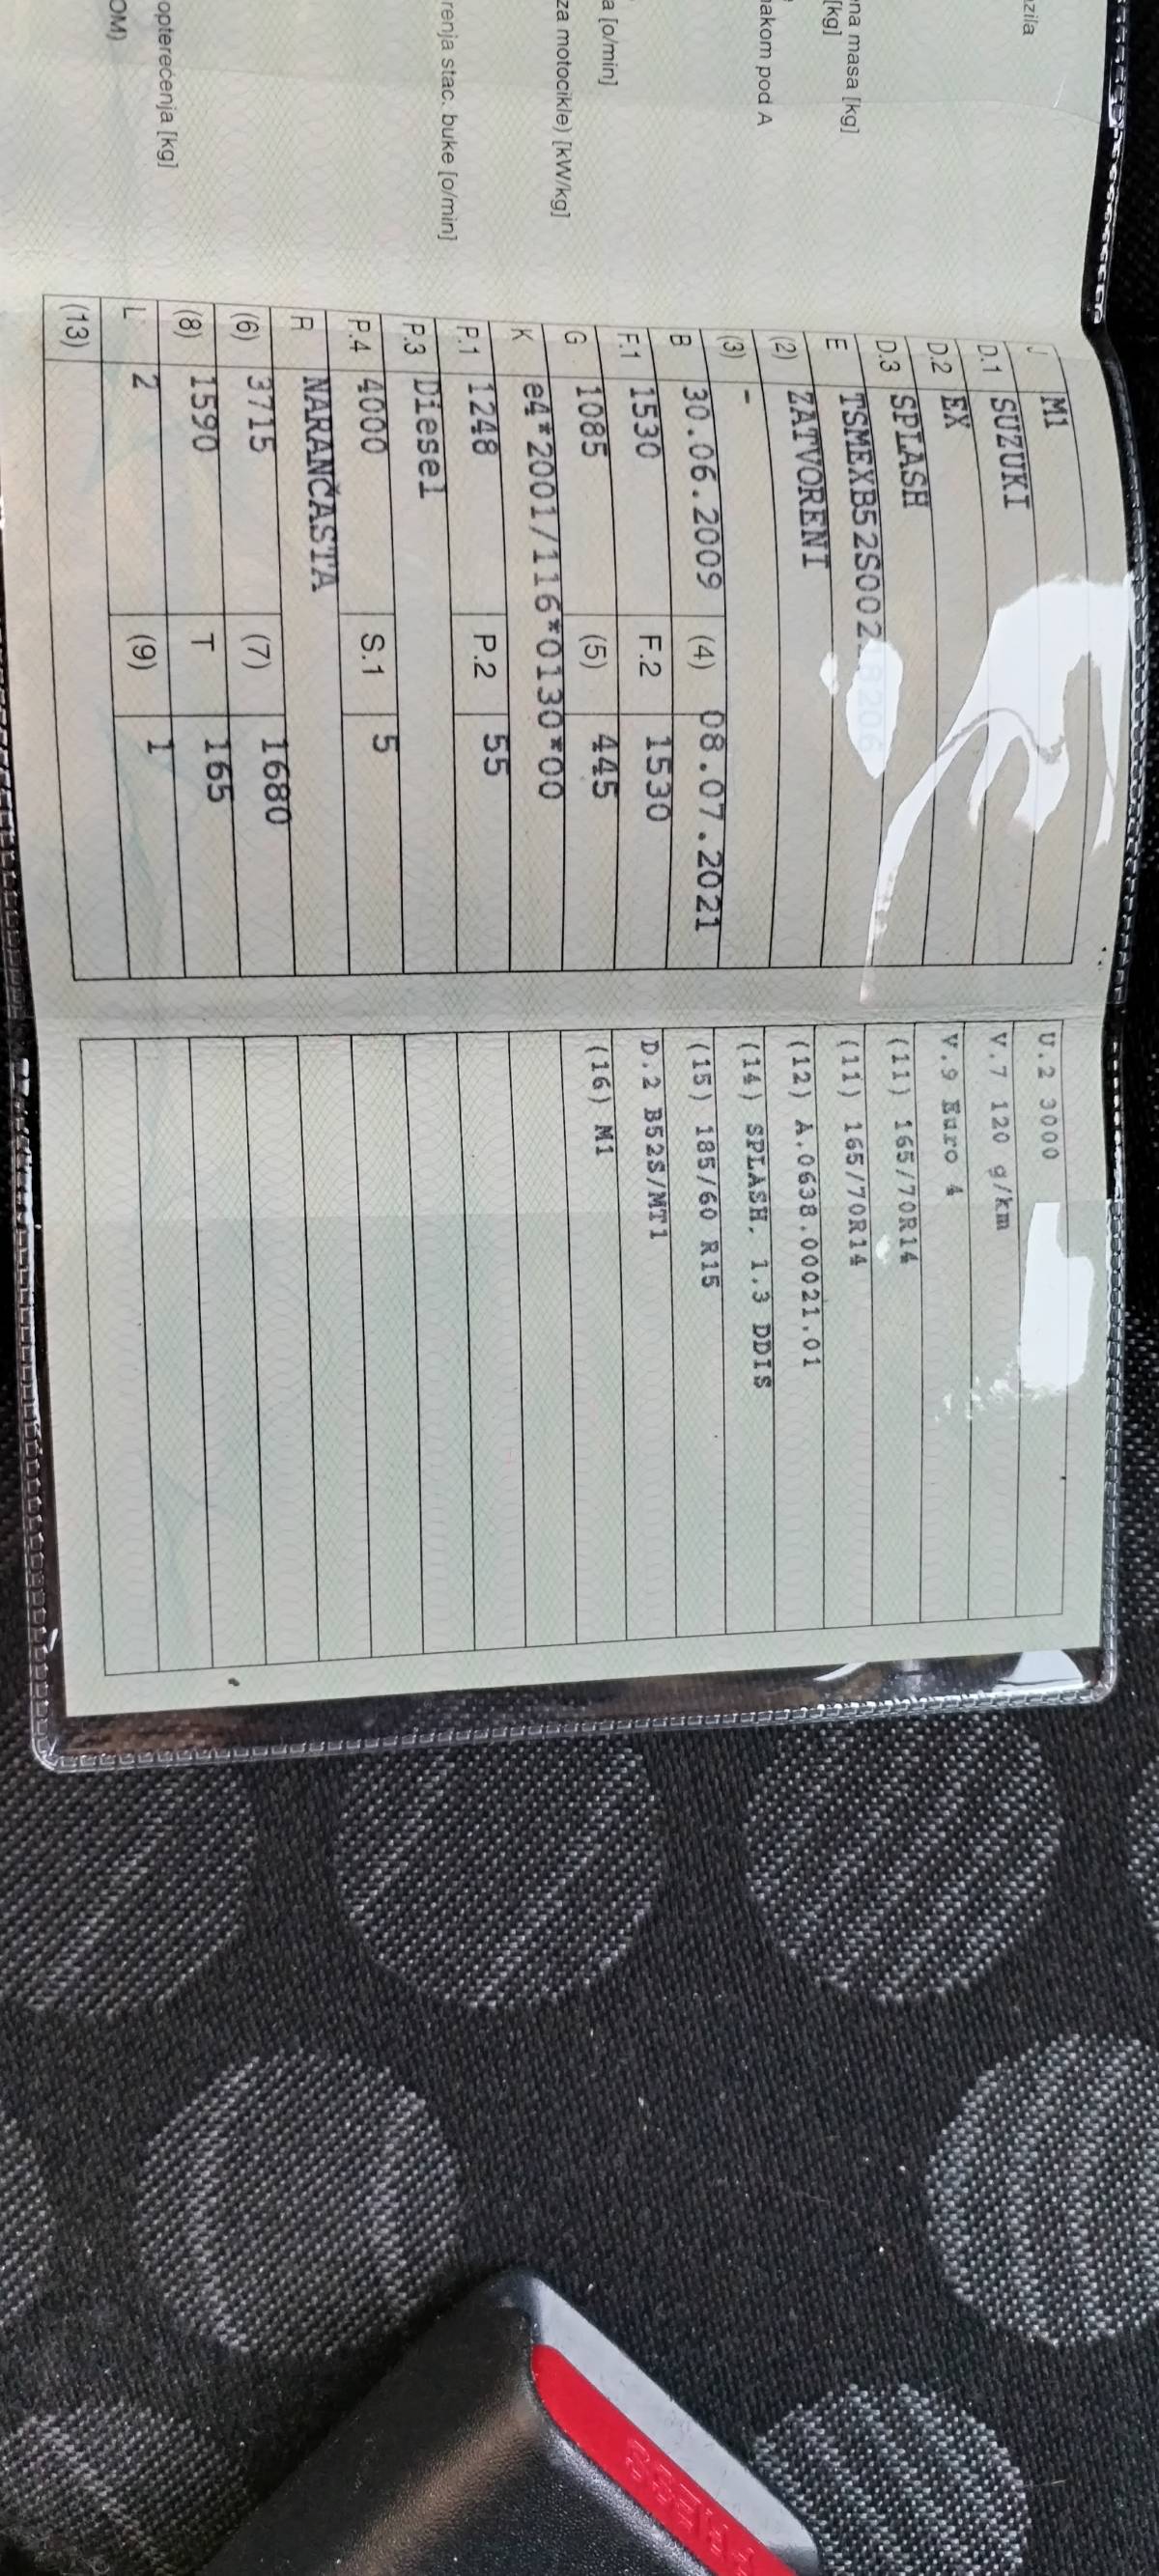 zila
na masa [kg]
[kg]
nakom pod A
a [o/min]
za motocikle) [kW/kg]
renja stac. buke [o/min]
opterećenja [kg]
OM)
J M1
D.1 SUZUKI
D.2 EX
D.3 SPLASH
E TSMEXB52S002
(2) ZATVORENI
(3) -
B 30.06.2009 (4) 08.07.2021
F.1 1530 F.2 1530
G 1085 (5) 445
K e4*2001/116*0130*00
P.1 1248 P.2 55
P.3 Diesel
P.4 4000 S.1 5
R NARANČASTA
(6) 3715 (7) 1680
(8) 1590 T 165
L 2 (9) 1
(13)
U.2 3000
V.7 120 g/km
V.9 Euro 4
(11) 165/70R14
(11) 165/70R14
(12) A.0638.00021.01
(14) SPLASH, 1.3 DDIS
(15) 185/60 R15
D.2 B52S/MT1
(16) M1